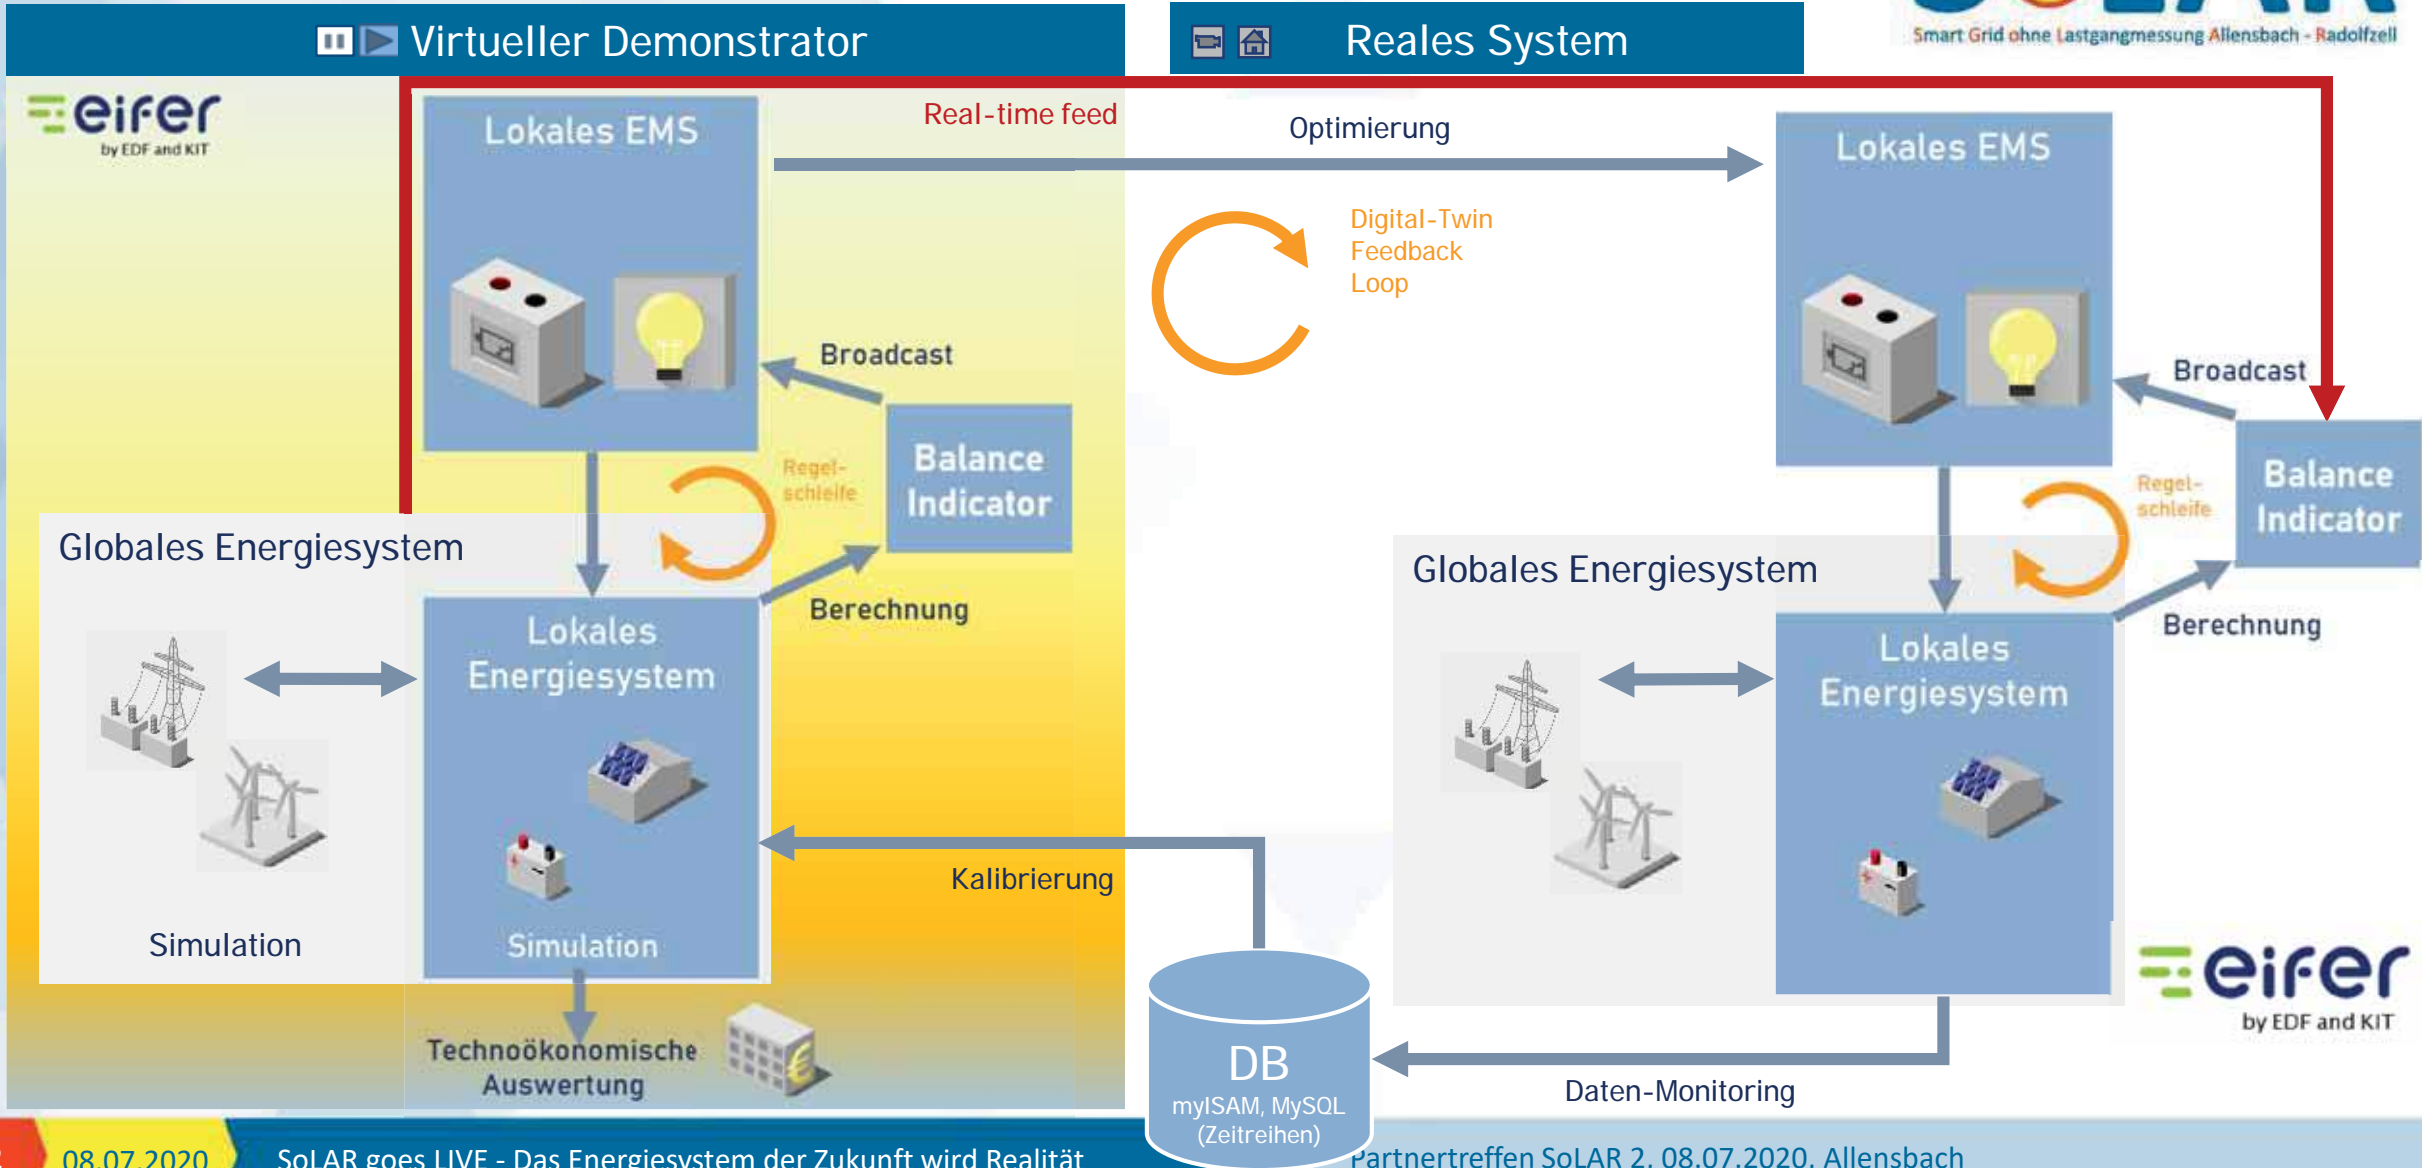 Virtueller Demonstrator
Reales System
SoLAR
Smart Grid ohne Lastgangmessung Allensbach - Radolfzell
eifer
by EDF and KIT
Real-time feed
Optimierung
Lokales EMS
Lokales EMS
Digital-Twin
Feedback
Loop
Broadcast
Broadcast
Regel-
schleife
Balance
Indicator
Regel-
schleife
Balance
Indicator
Globales Energiesystem
Globales Energiesystem
Berechnung
Berechnung
Lokales
Energiesystem
Lokales
Energiesystem
Kalibrierung
Simulation
Simulation
eifer
by EDF and KIT
Technoökonomische
Auswertung
DB
myISAM, MySQL
(Zeitreihen)
Daten-Monitoring
08.07.2020
SoLAR goes LIVE - Das Energiesystem der Zukunft wird Realität
Partnertreffen SoLAR 2, 08.07.2020, Allensbach